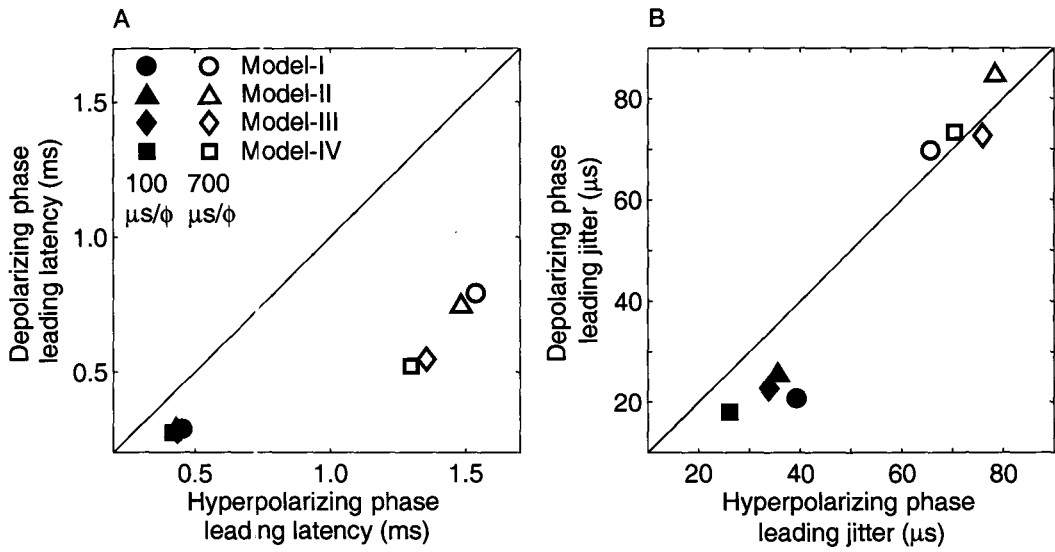 A
Depolarizing phase
leading latency (ms)
1.5
1.0
0.5
Model-I
Model-II
Model-III
Model-IV
100 700
μs/ϕ μs/ϕ
0.5 1.0 1.5
Hyperpolarizing phase
leading latency (ms)
B
Depolarizing phase
leading jitter (μs)
80
60
40
20
20 40 60 80
Hyperpolarizing phase
leading jitter (μs)